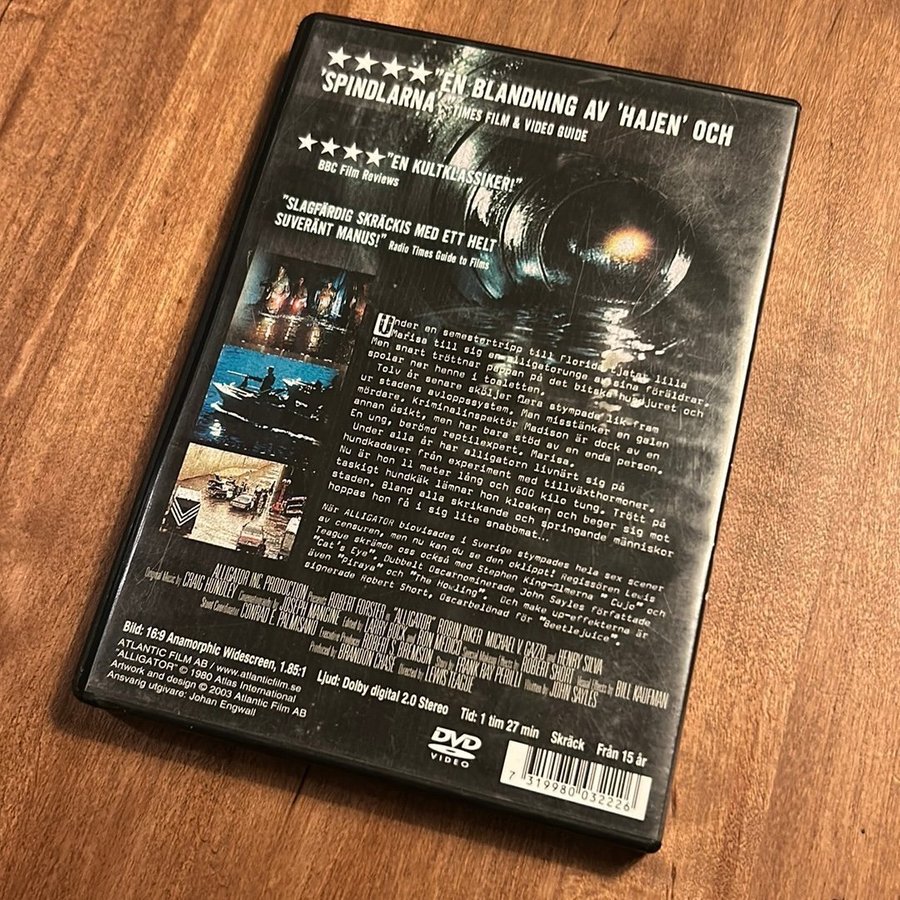 ★★★★"EN BLANDNING AV 'HAJEN' OCH
'SPINDLARNA'" TIMES FILM & VIDEO GUIDE
★★★★"EN KULTKLASSIKER!"
BBC Film Reviews
"SLAGFÄRDIG SKRÄCKIS MED ETT HELT
SUVERÄNT MANUS!" Radio Times Guide to Films
Under en semestertripp till Florida tjatar lilla
Marisa till sig en alligatorunge av sina föräldrar.
Men snart tröttnar pappan på det bitska husdjuret och
spolar ner henne i toaletten.
Tolv år senare sköljer flera stympade lik fram
ur stadens avloppssystem. Man misstänker en galen
mördare. Kriminalinspektör Madison är dock av en
annan åsikt, men har bara stöd av en enda person.
En ung, berömd reptilexpert. Marisa.
Under alla år har alligatorn livnärt sig på
hundkadaver från experiment med tillväxthormoner.
Nu är hon 11 meter lång och 600 kilo tung. Trött på
taskigt hundkäk lämnar hon kloaken och beger sig mot
staden. Bland alla skrikande och springande människor
hoppas hon få i sig lite snabbmat...
När ALLIGATOR biovisades i Sverige stympades hela sex scener
av censuren, men nu kan du se den oklippt! Regissören Lewis
Teague skrämde oss också med Stephen King-filmerna "Cujo" och
"Cat's Eye". Dubbelt Oscarnominerade John Sayles författade
även "Piraya" och "The Howling". Och make up-effekterna är
signerade Robert Short, Oscarbelönad för "Beetlejuice".
ALLIGATOR INC. PRODUCTION Presents ROBERT FORSTER in "ALLIGATOR" ROBIN RIKER MICHAEL V. GAZZO and HENRY SILVA
Original Music by CRAIG HUNDLEY Cinematography by JOSEPH MANGINE Edited by LARRY BOCK and RON MEDICO Special Effects by ROBERT SHORT Visual Effects by BILL KAUFMAN
Stunt Coordinator CONRAD E. PALMISANO Executive Producer ROBERT S. BREMSON Story by FRANK RAY PERILLI Written by JOHN SAYLES
Produced by BRANDON CHASE Directed by LEWIS TEAGUE
Bild: 16:9 Anamorphic Widescreen, 1.85:1 Ljud: Dolby digital 2.0 Stereo Tid: 1 tim 27 min Skräck Från 15 år
ATLANTIC FILM AB / www.atlanticfilm.se
"ALLIGATOR" © 1980 Atlas International
Artwork and design © 2003 Atlantic Film AB
Ansvarig utgivare: Johan Engwall
DVD
VIDEO
7 319980 032226